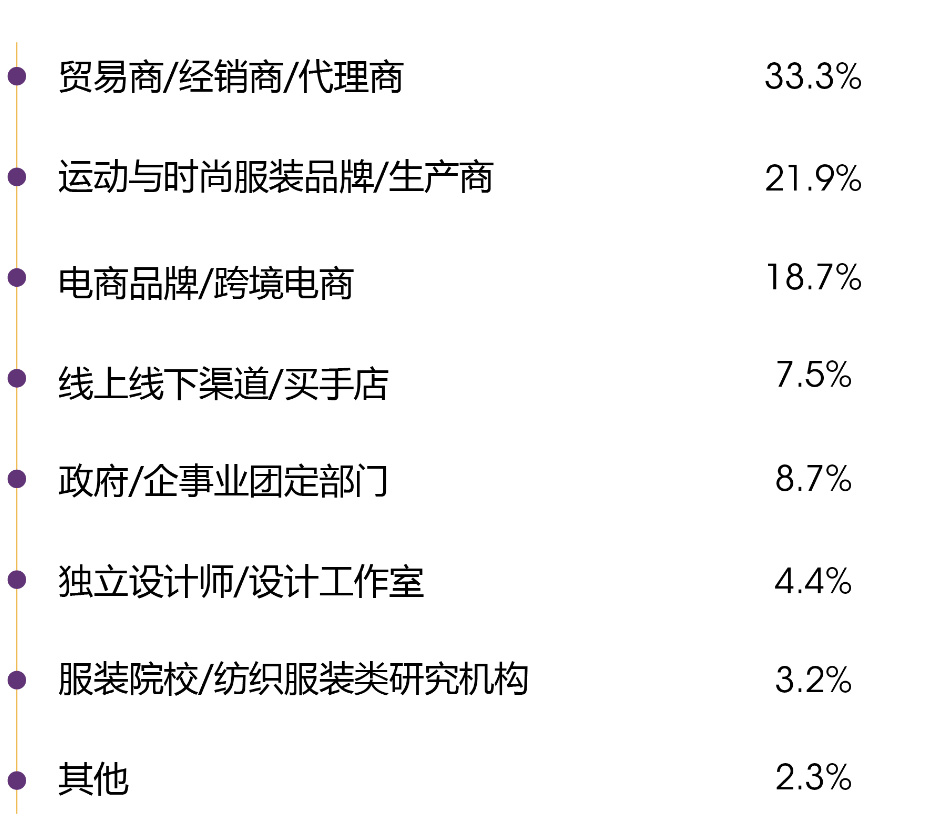 贸易商/经销商/代理商 33.3%
运动与时尚服装品牌/生产商 21.9%
电商品牌/跨境电商 18.7%
线上线下渠道/买手店 7.5%
政府/企事业团定部门 8.7%
独立设计师/设计工作室 4.4%
服装院校/纺织服装类研究机构 3.2%
其他 2.3%